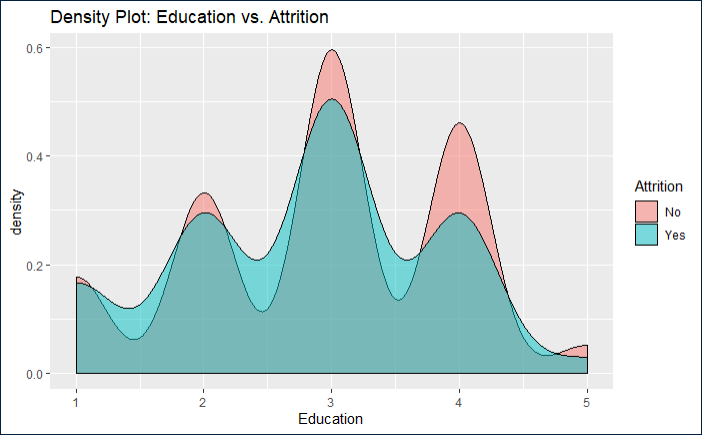 Density Plot: Education vs. Attrition
0.6
0.4
0.2
0.0
density
1 2 3 4 5
Education
Attrition
No
Yes